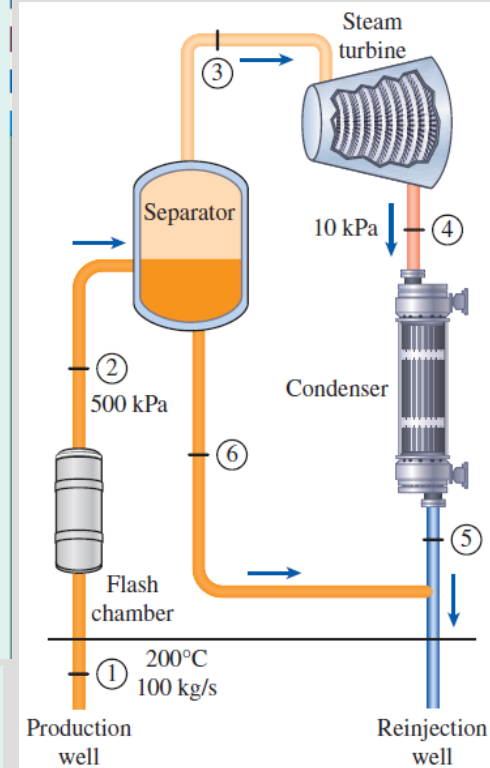 Steam
turbine
3
Separator
10 kPa
4
2
500 kPa
Condenser
6
5
Flash
chamber
1
200°C
100 kg/s
Production
well
Reinjection
well